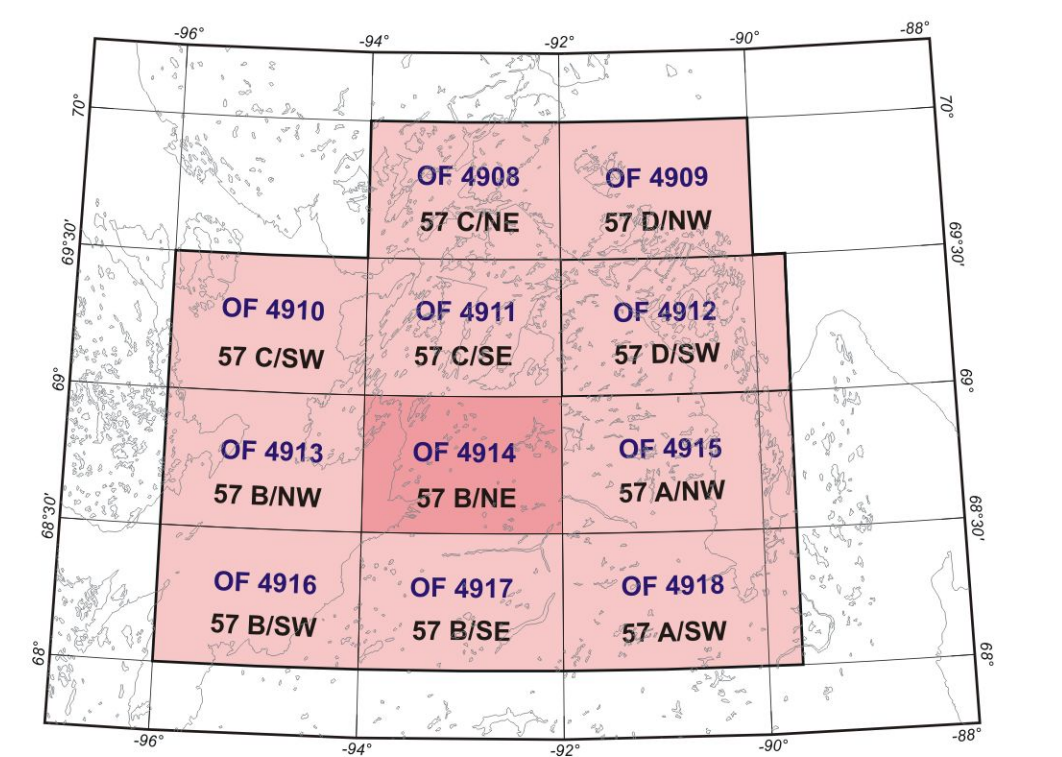 -96°
-94°
-92°
-90°
-88°
70°
70°
OF 4908
57 C/NE
OF 4909
57 D/NW
69°30'
69°30'
OF 4910
57 C/SW
OF 4911
57 C/SE
OF 4912
57 D/SW
69°
69°
OF 4913
57 B/NW
OF 4914
57 B/NE
OF 4915
57 A/NW
68°30'
68°30'
OF 4916
57 B/SW
OF 4917
57 B/SE
OF 4918
57 A/SW
68°
68°
-96°
-94°
-92°
-90°
-88°